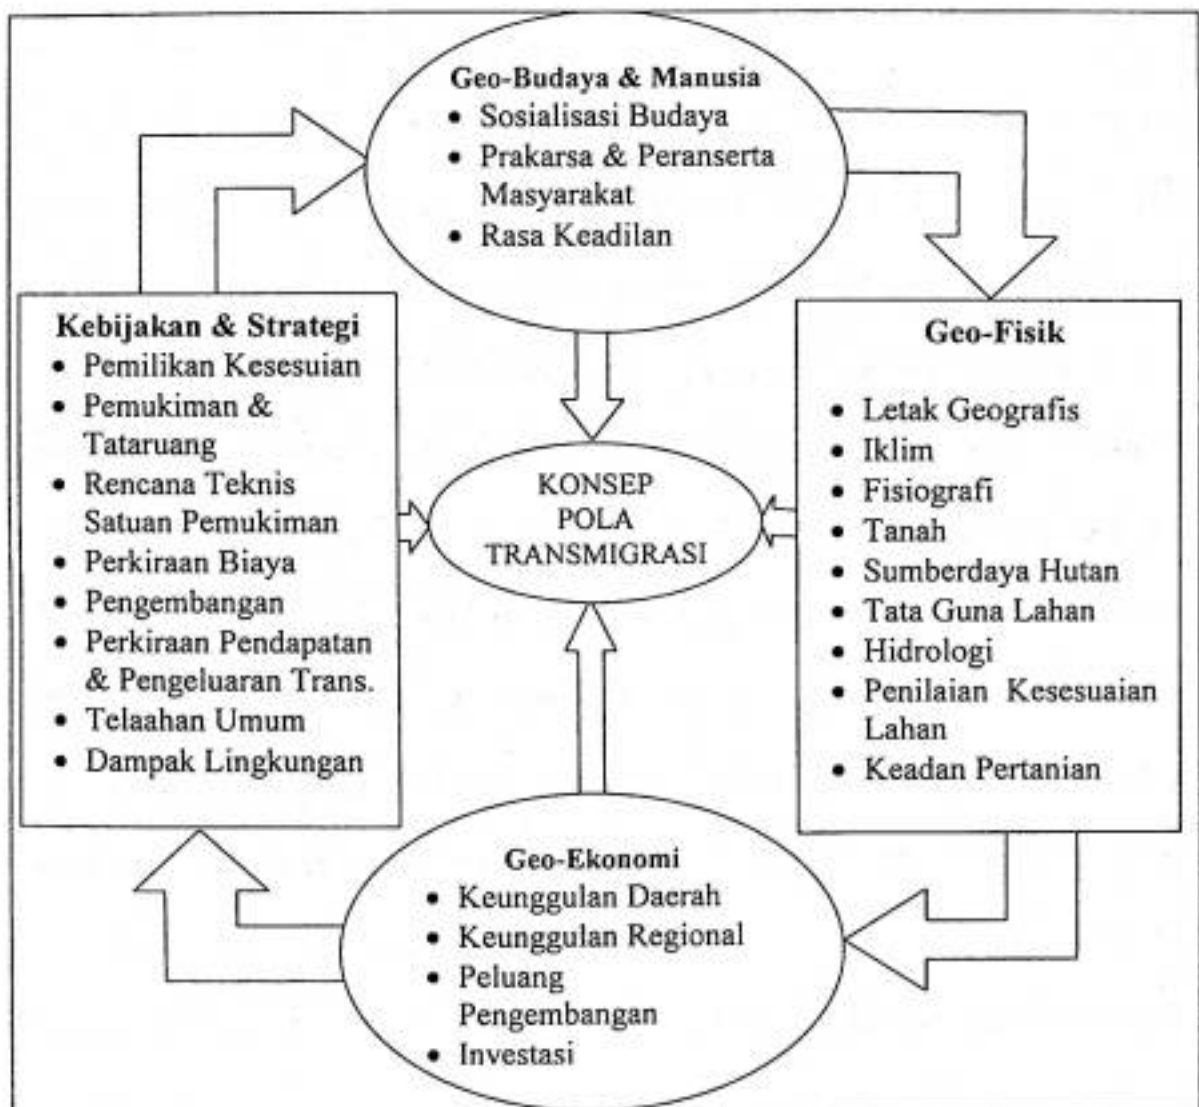 Geo-Budaya & Manusia
• Sosialisasi Budaya
• Prakarsa & Peranserta
Masyarakat
• Rasa Keadilan
Kebijakan & Strategi
• Pemilikan Kesesuian
• Pemukiman &
Tataruang
• Rencana Teknis
Satuan Pemukiman
• Perkiraan Biaya
• Pengembangan
• Perkiraan Pendapatan
& Pengeluaran Trans.
• Telaahan Umum
• Dampak Lingkungan
KONSEP
POLA
TRANSMIGRASI
Geo-Fisik
• Letak Geografis
• Iklim
• Fisiografi
• Tanah
• Sumberdaya Hutan
• Tata Guna Lahan
• Hidrologi
• Penilaian Kesesuaian
Lahan
• Keadan Pertanian
Geo-Ekonomi
• Keunggulan Daerah
• Keunggulan Regional
• Peluang
Pengembangan
• Investasi